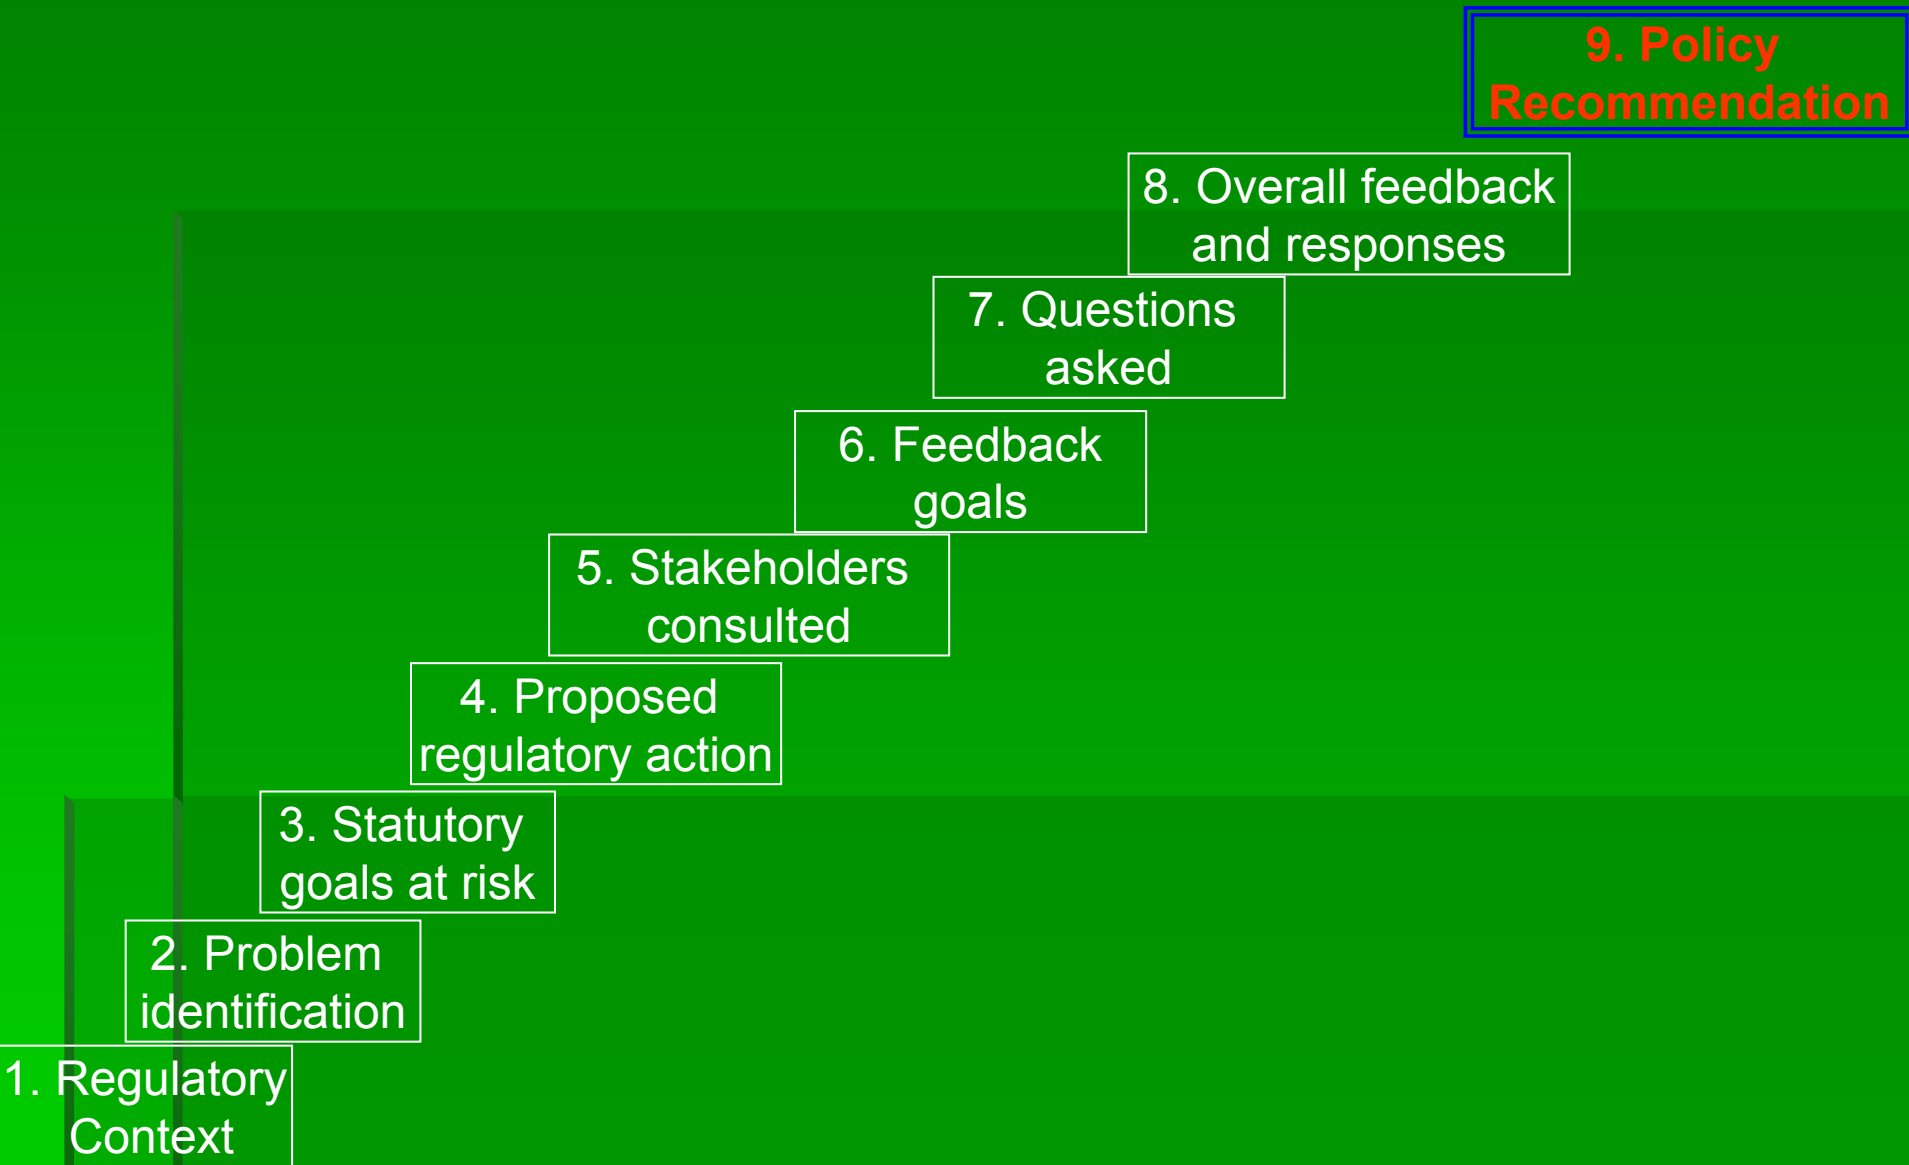 9. Policy
Recommendation
8. Overall feedback
and responses
7. Questions
asked
6. Feedback
goals
5. Stakeholders
consulted
4. Proposed
regulatory action
3. Statutory
goals at risk
2. Problem
identification
1. Regulatory
Context